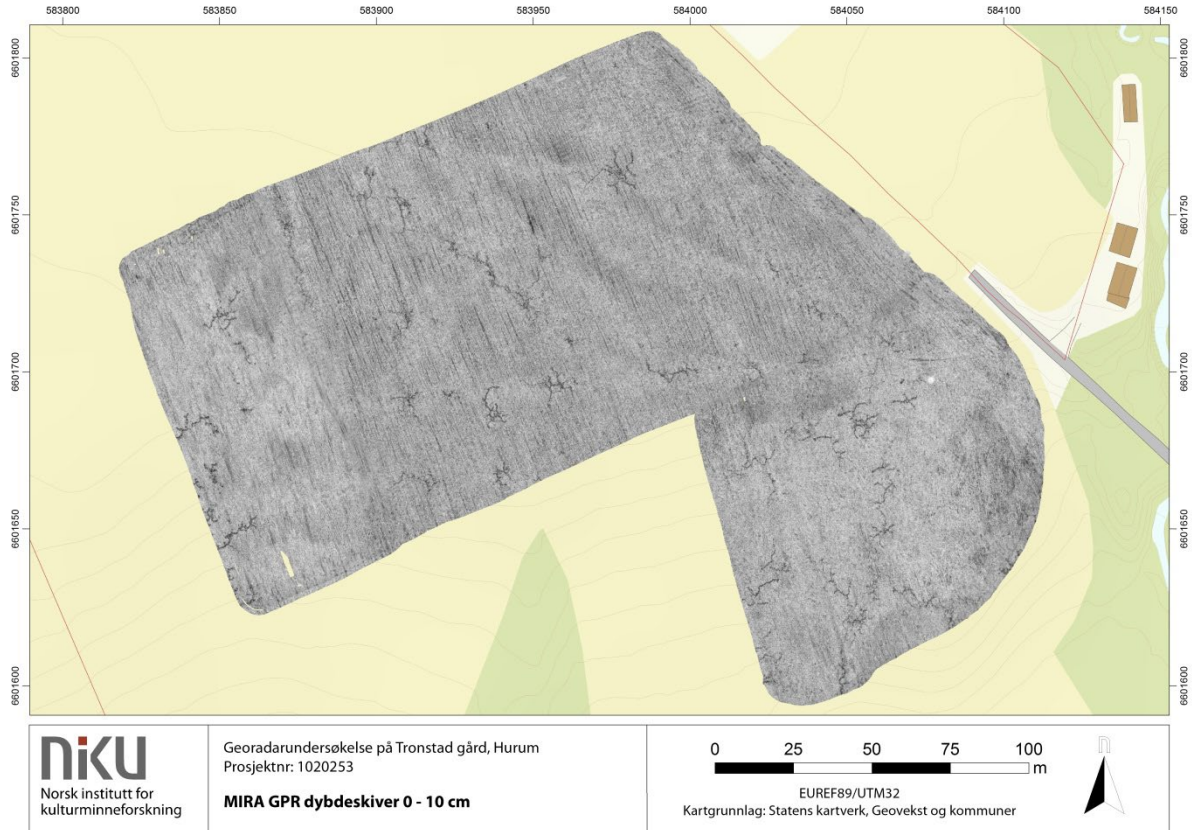 583800 583850 583900 583950 584000 584050 584100 584150
6601800 6601800
6601750 6601750
6601700 6601700
6601650 6601650
6601600 6601600
niku
Norsk institutt for
kulturminneforskning
Georadarundersøkelse på Tronstad gård, Hurum
Prosjektnr: 1020253
MIRA GPR dybdeskiver 0 - 10 cm
0 25 50 75 100
m
EUREF89/UTM32
Kartgrunnlag: Statens kartverk, Geovekst og kommuner
n